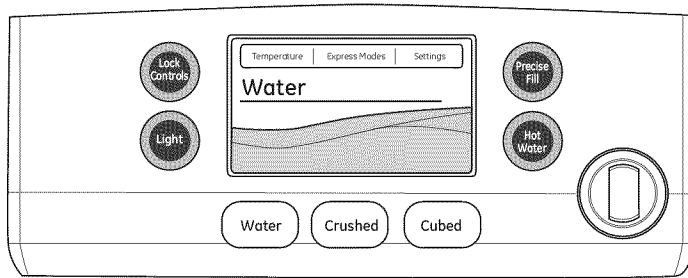 Lock
Controls
Light
Temperature Express Modes Settings
Water
Precise
Fill
Hot
Water
Water Crushed Cubed